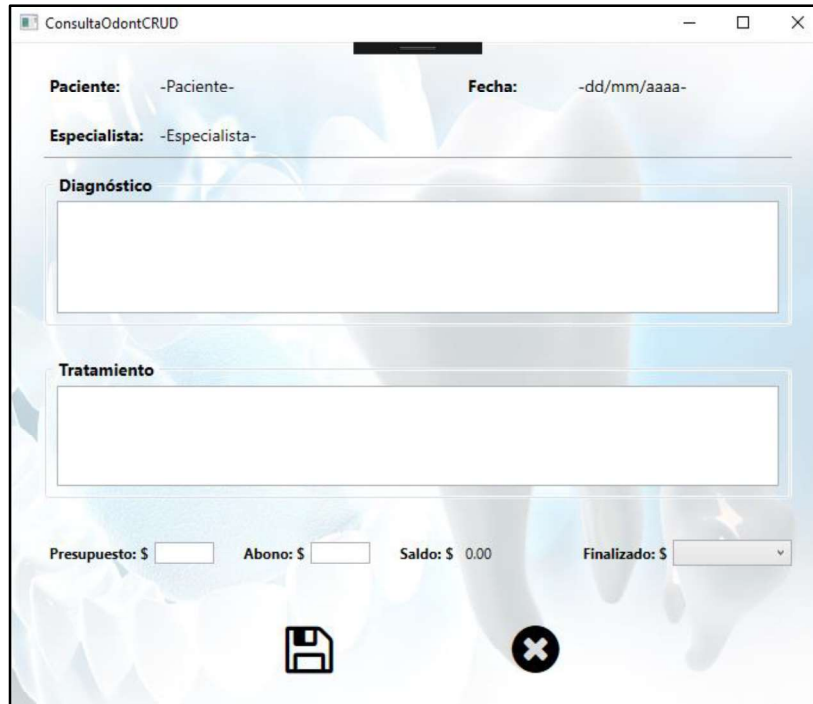 ConsultaOdontCRUD
Paciente: -Paciente- Fecha: -dd/mm/aaaa-
Especialista: -Especialista-
Diagnóstico
Tratamiento
Presupuesto: $ Abono: $ Saldo: $ 0.00 Finalizado: $